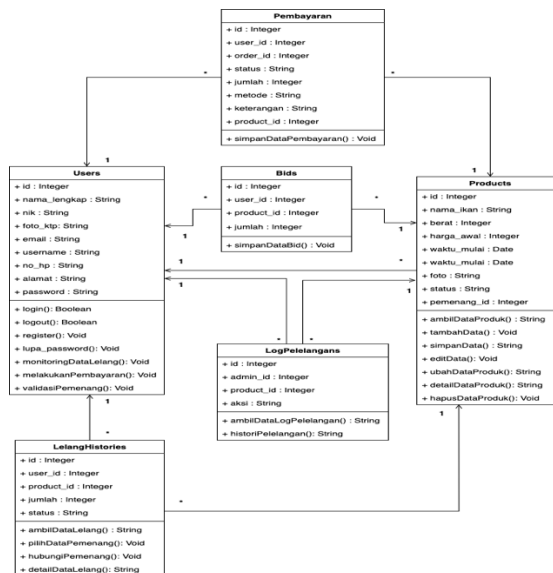 Pembayaran
+ id : Integer
+ user_id : Integer
+ order_id : Integer
+ status : String
+ jumlah : Integer
+ metode : String
+ keterangan : String
+ product_id : Integer
+ simpanDataPembayaran() : Void
*
*
1
1
Users
+ id : Integer
+ nama_lengkap : String
+ nik : String
+ foto_ktp : String
+ email : String
+ username : String
+ no_hp : String
+ alamat : String
+ password : String
+ login(): Boolean
+ logout(): Boolean
+ register(): Void
+ lupa_password(): Void
+ monitoringDataLelang(): Void
+ melakukanPembayaran(): Void
+ validasiPemenang(): Void
Bids
+ id : Integer
+ user_id : Integer
+ product_id : Integer
+ jumlah : Integer
+ simpanDataBid() : Void
*
*
1
1
1
*
1
1
Products
+ id : Integer
+ nama_ikan : String
+ berat : Integer
+ harga_awal : Integer
+ waktu_mulai : Date
+ waktu_mulai : Date
+ foto : String
+ status : String
+ pemenang_id : Integer
+ ambilDataProduk() : String
+ tambahData() : Void
+ simpanData() : String
+ editData() : Void
+ ubahDataProduk() : String
+ detailDataProduk() : String
+ hapusDataProduk(): Void
*
*
LogPelelangans
+ id : Integer
+ admin_id : Integer
+ product_id : Integer
+ aksi : String
+ ambilDataLogPelelangan() : String
+ historiPelelangan(): String
1
1
*
*
LelangHistories
+ id : Integer
+ user_id : Integer
+ product_id : Integer
+ jumlah : Integer
+ status : String
+ ambilDataLelang() : String
+ pilihDataPemenang(): Void
+ hubungiPemenang(): Void
+ detailDataLelang(): String